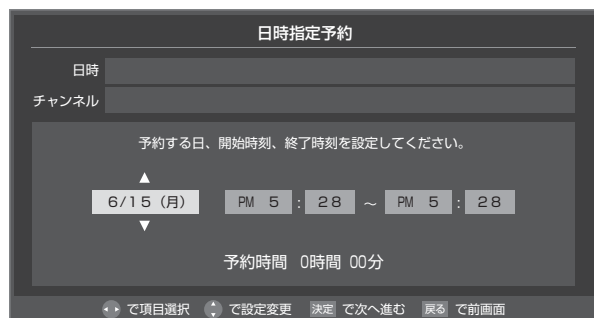 日時指定予約
日時
チャンネル
予約する日、開始時刻、終了時刻を設定してください。
▲
6/15 (月) PM 5 : 28 ～ PM 5 : 28
▼
予約時間 0時間 00分
で項目選択 で設定変更 決定 で次へ進む 戻る で前画面